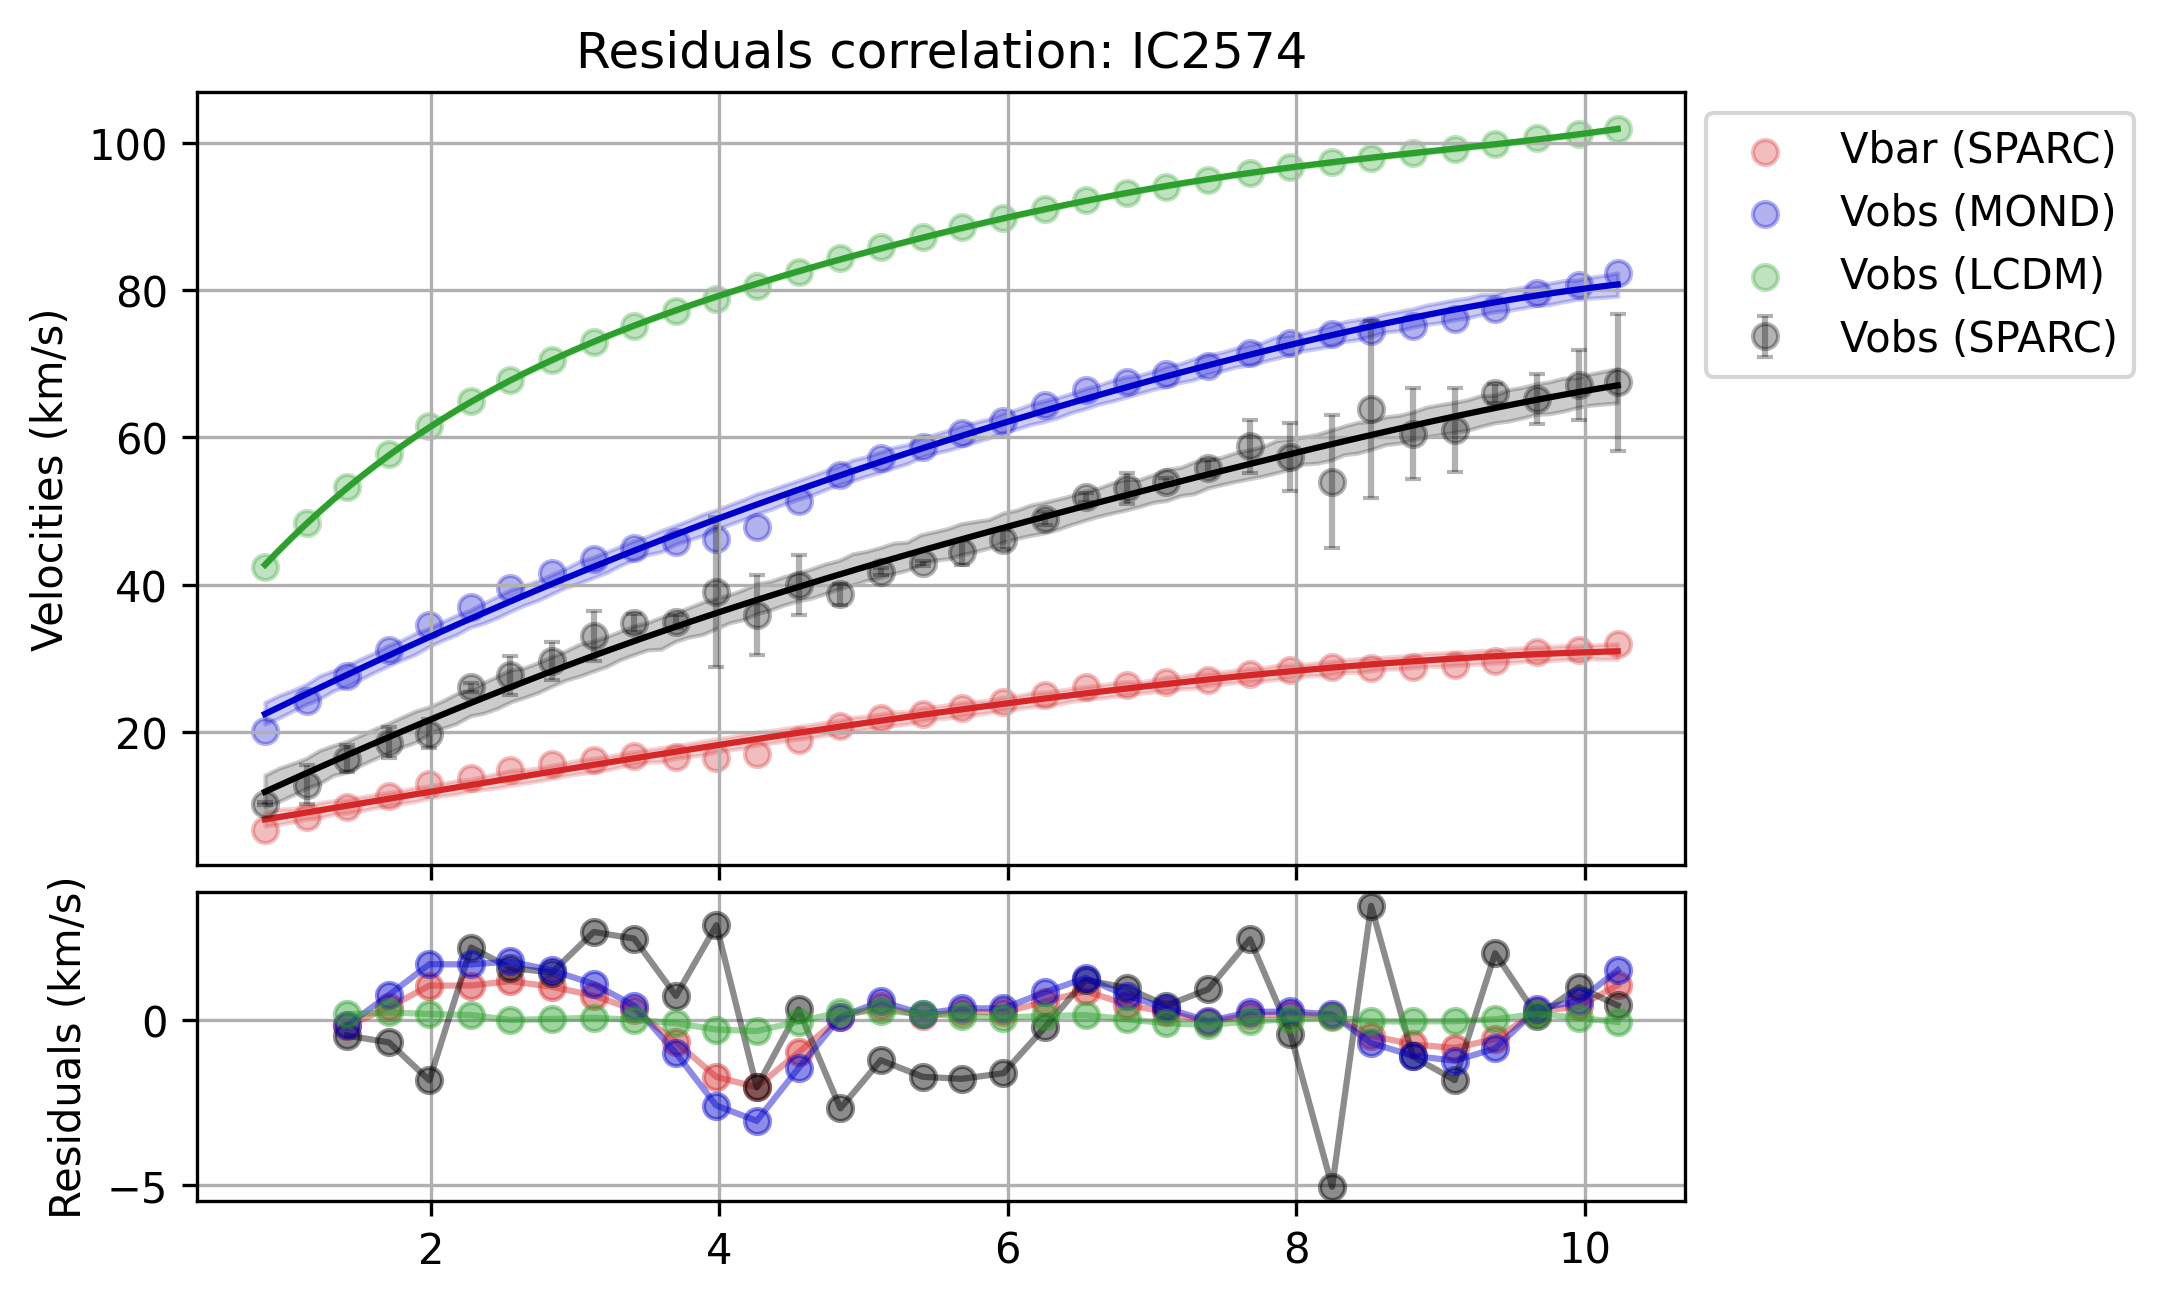 Residuals correlation: IC2574
Velocities (km/s)
100
80
60
40
20
Vbar (SPARC)
Vobs (MOND)
Vobs (LCDM)
Vobs (SPARC)
Residuals (km/s)
0
−5
2
4
6
8
10